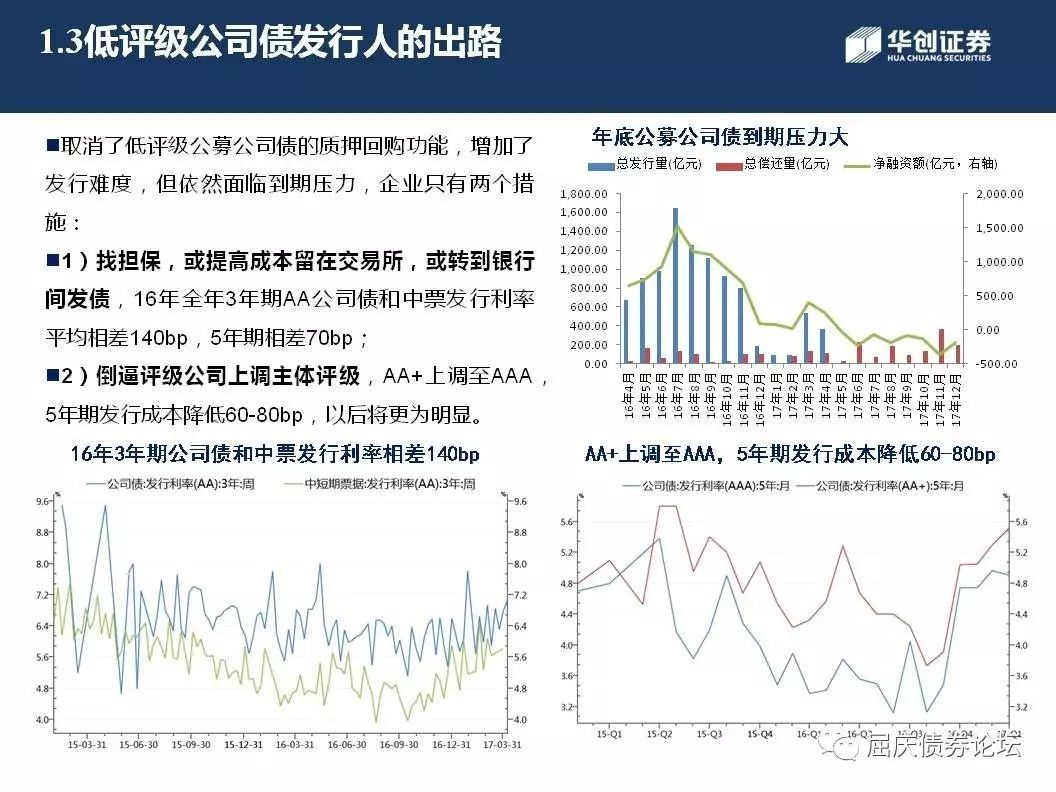 1.3低评级公司债发行人的出路
华创证券
HUA CHUANG SECURITIES
■取消了低评级公募公司债的质押回购功能，增加了
发行难度，但依然面临到期压力，企业只有两个措
施：
■1）找担保，或提高成本留在交易所，或转到银行
间发债，16年全年3年期AA公司债和中票发行利率
平均相差140bp，5年期相差70bp；
■2）倒逼评级公司上调主体评级，AA+上调至AAA，
5年期发行成本降低60-80bp，以后将更为明显。
年底公募公司债到期压力大
总发行量(亿元) 总偿还量(亿元) 净融资额(亿元，右轴)
1,800.00
1,600.00
1,400.00
1,200.00
1,000.00
800.00
600.00
400.00
200.00
0.00
2,000.00
1,500.00
1,000.00
500.00
0.00
-500.00
16年4月 16年5月 16年6月 16年7月 16年8月 16年9月 16年10月 16年11月 16年12月 17年1月 17年2月 17年3月 17年4月 17年5月 17年6月 17年7月 17年8月 17年9月 17年10月 17年11月 17年12月
16年3年期公司债和中票发行利率相差140bp
公司债:发行利率(AA):3年:周 中短期票据:发行利率(AA):3年:周
% %
9.6 9.6
8.8 8.8
8.0 8.0
7.2 7.2
6.4 6.4
5.6 5.6
4.8 4.8
4.0 4.0
15-03-31 15-06-30 15-09-30 15-12-31 16-03-31 16-06-30 16-09-30 16-12-31 17-03-31
AA+上调至AAA，5年期发行成本降低60-80bp
公司债:发行利率(AAA):5年:月 公司债:发行利率(AA+):5年:月
% %
5.6 5.6
5.2 5.2
4.8 4.8
4.4 4.4
4.0 4.0
3.6 3.6
3.2 3.2
15-Q1 15-Q2 15-Q3 15-Q4 16-Q1
屈庆债券论坛